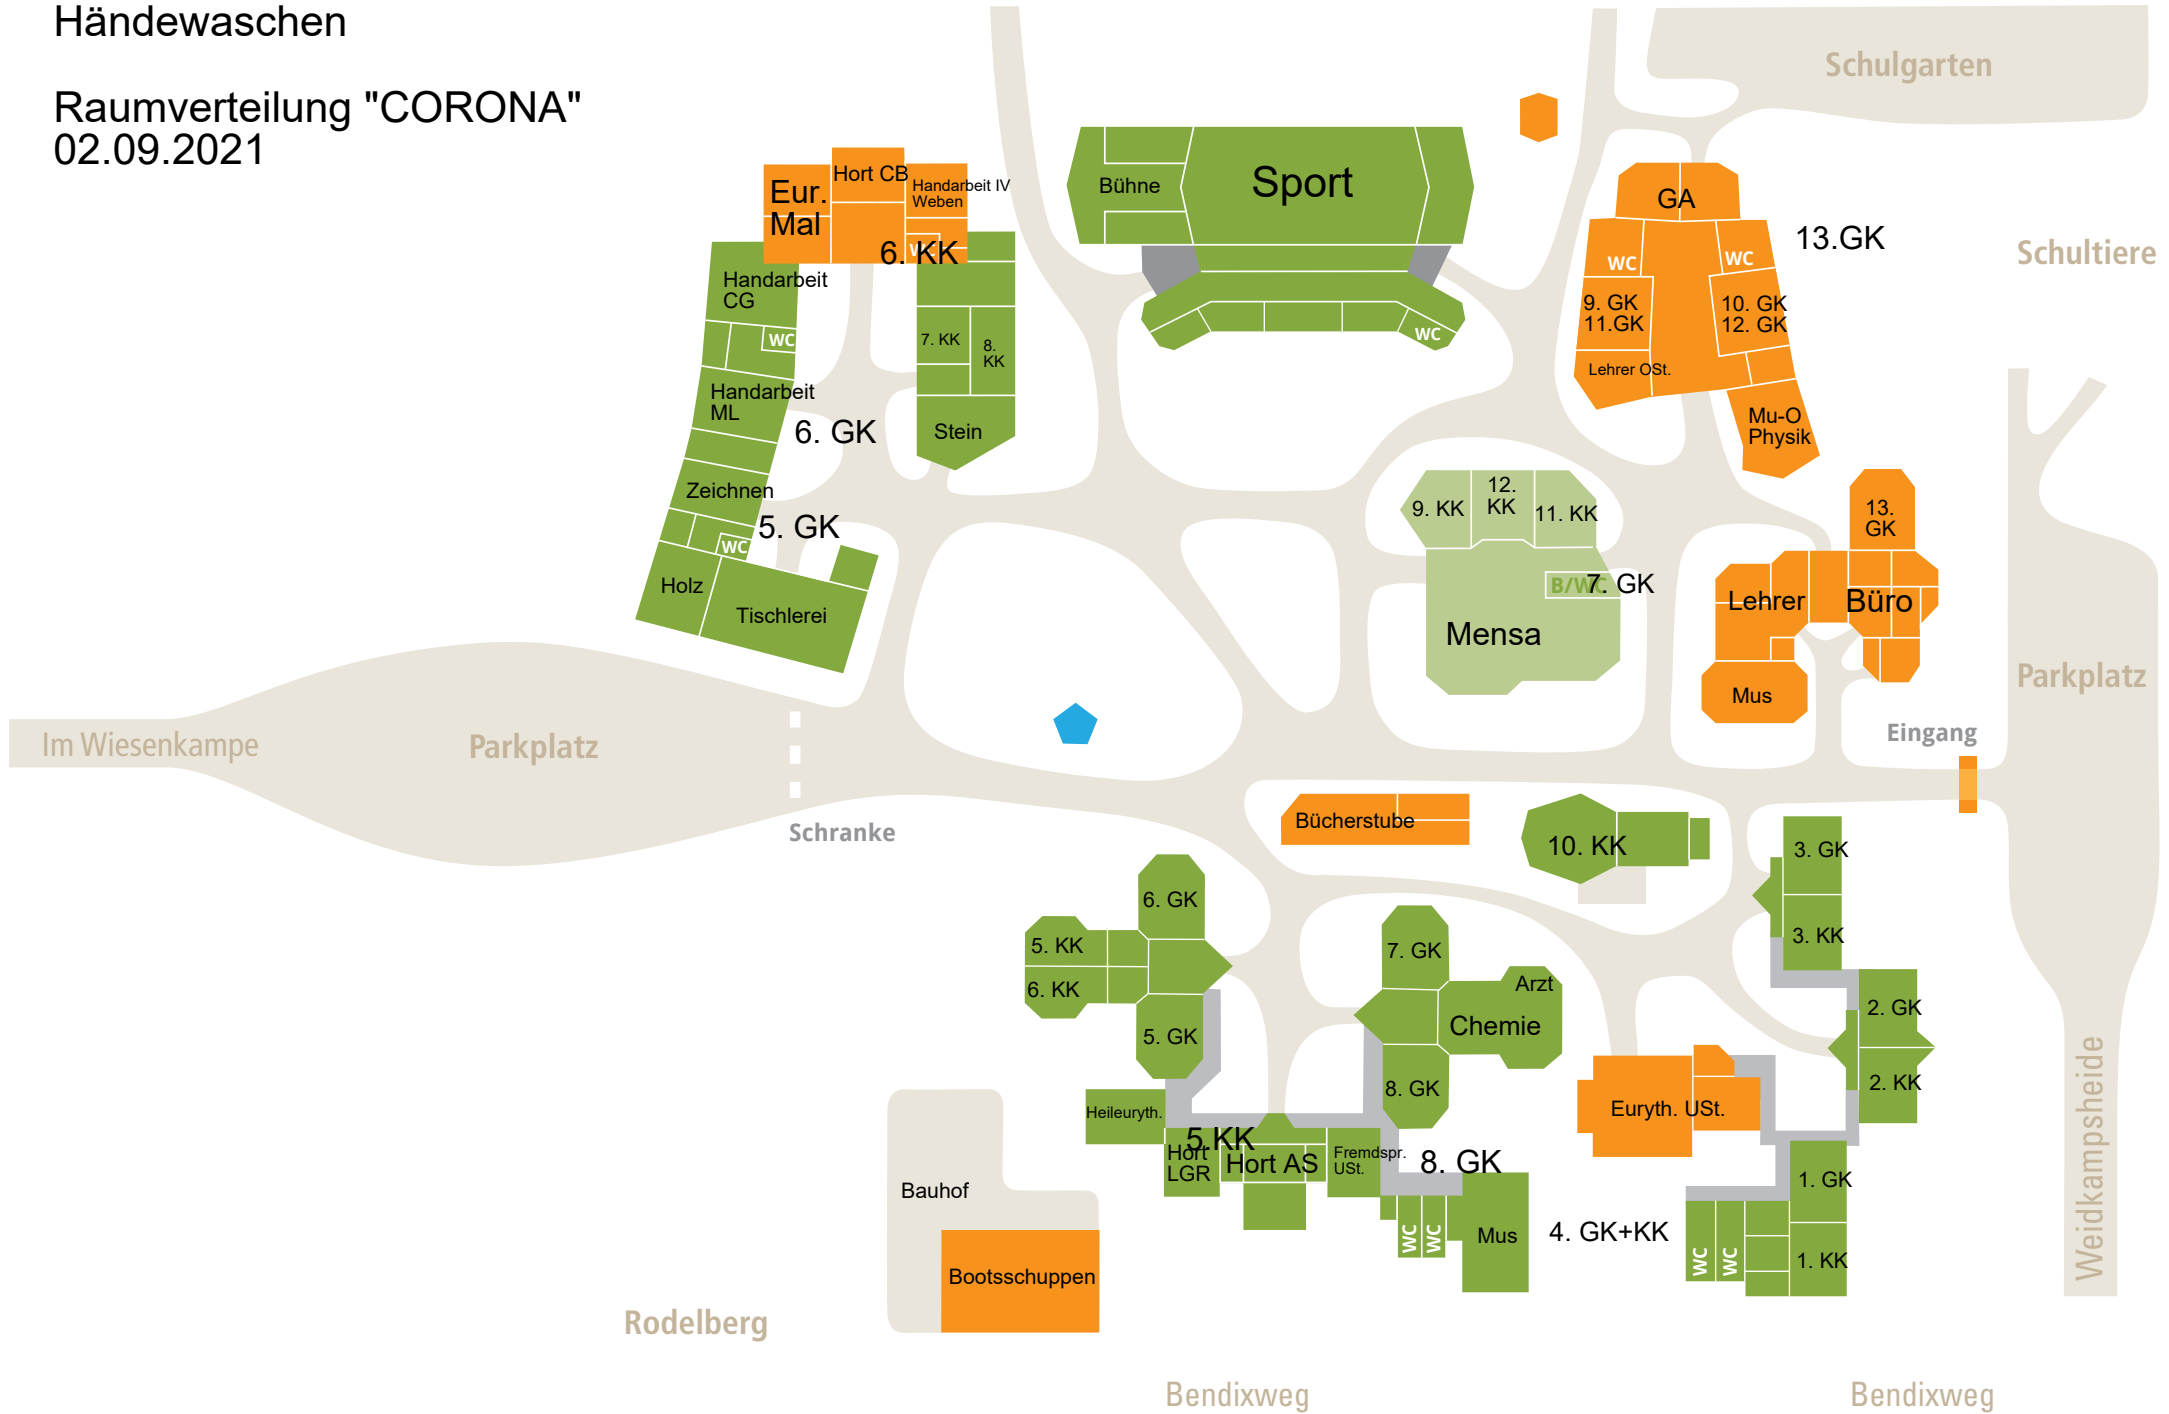 Händewaschen
Raumverteilung "CORONA"
02.09.2021
Schulgarten
Schultiere
Eur.
Mal
Hort CB
Handarbeit IV
Weben
WC
6. KK
Handarbeit
CG
WC
Handarbeit
ML
6. GK
Zeichnen
5. GK
WC
Holz
Tischlerei
7. KK
8.
KK
Stein
Bühne
Sport
WC
GA
13.GK
WC
WC
9. GK
11.GK
10. GK
12. GK
Lehrer OSt.
Mu-O
Physik
9. KK
12.
KK
11. KK
B/WC
7. GK
Mensa
13.
GK
Lehrer
Büro
Mus
Parkplatz
Eingang
Im Wiesenkampe
Parkplatz
Schranke
Bücherstube
10. KK
3. GK
3. KK
2. GK
2. KK
6. GK
5. KK
6. KK
5. GK
7. GK
Arzt
Chemie
8. GK
Heileuryth.
5.KK
Hort
LGR
Hort AS
Fremdspr.
USt.
8. GK
WC
WC
Mus
4. GK+KK
Euryth. USt.
1. GK
1. KK
WC
WC
Weidkampsheide
Bauhof
Bootsschuppen
Rodelberg
Bendixweg
Bendixweg